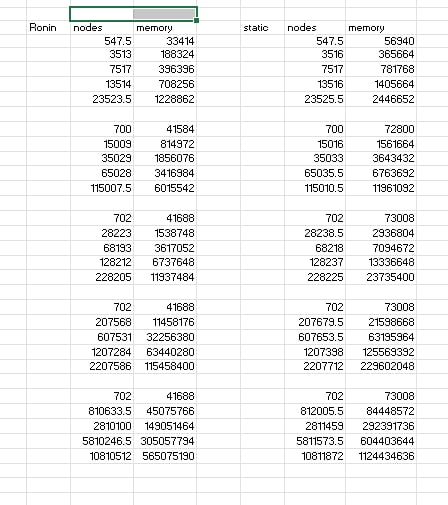 Ronin nodes memory static nodes memory
547.5 33414 547.5 56940
3513 188324 3516 365664
7517 396396 7517 781768
13514 708256 13516 1405664
23523.5 1228862 23525.5 2446652
700 41584 700 72800
15009 814972 15016 1561664
35029 1856076 35033 3643432
65028 3416984 65035.5 6763692
115007.5 6015542 115010.5 11961092
702 41688 702 73008
28223 1538748 28238.5 2936804
68193 3617052 68218 7094672
128212 6737648 128237 13336648
228205 11937484 228225 23735400
702 41688 702 73008
207568 11458176 207679.5 21598668
607531 32256380 607653.5 63195964
1207284 63440280 1207398 125569392
2207586 115458400 2207712 229602048
702 41688 702 73008
810633.5 45075766 812005.5 84448572
2810100 149051464 2811459 292391736
5810246.5 305057794 5811573.5 604403644
10810512 565075190 10811872 1124434636